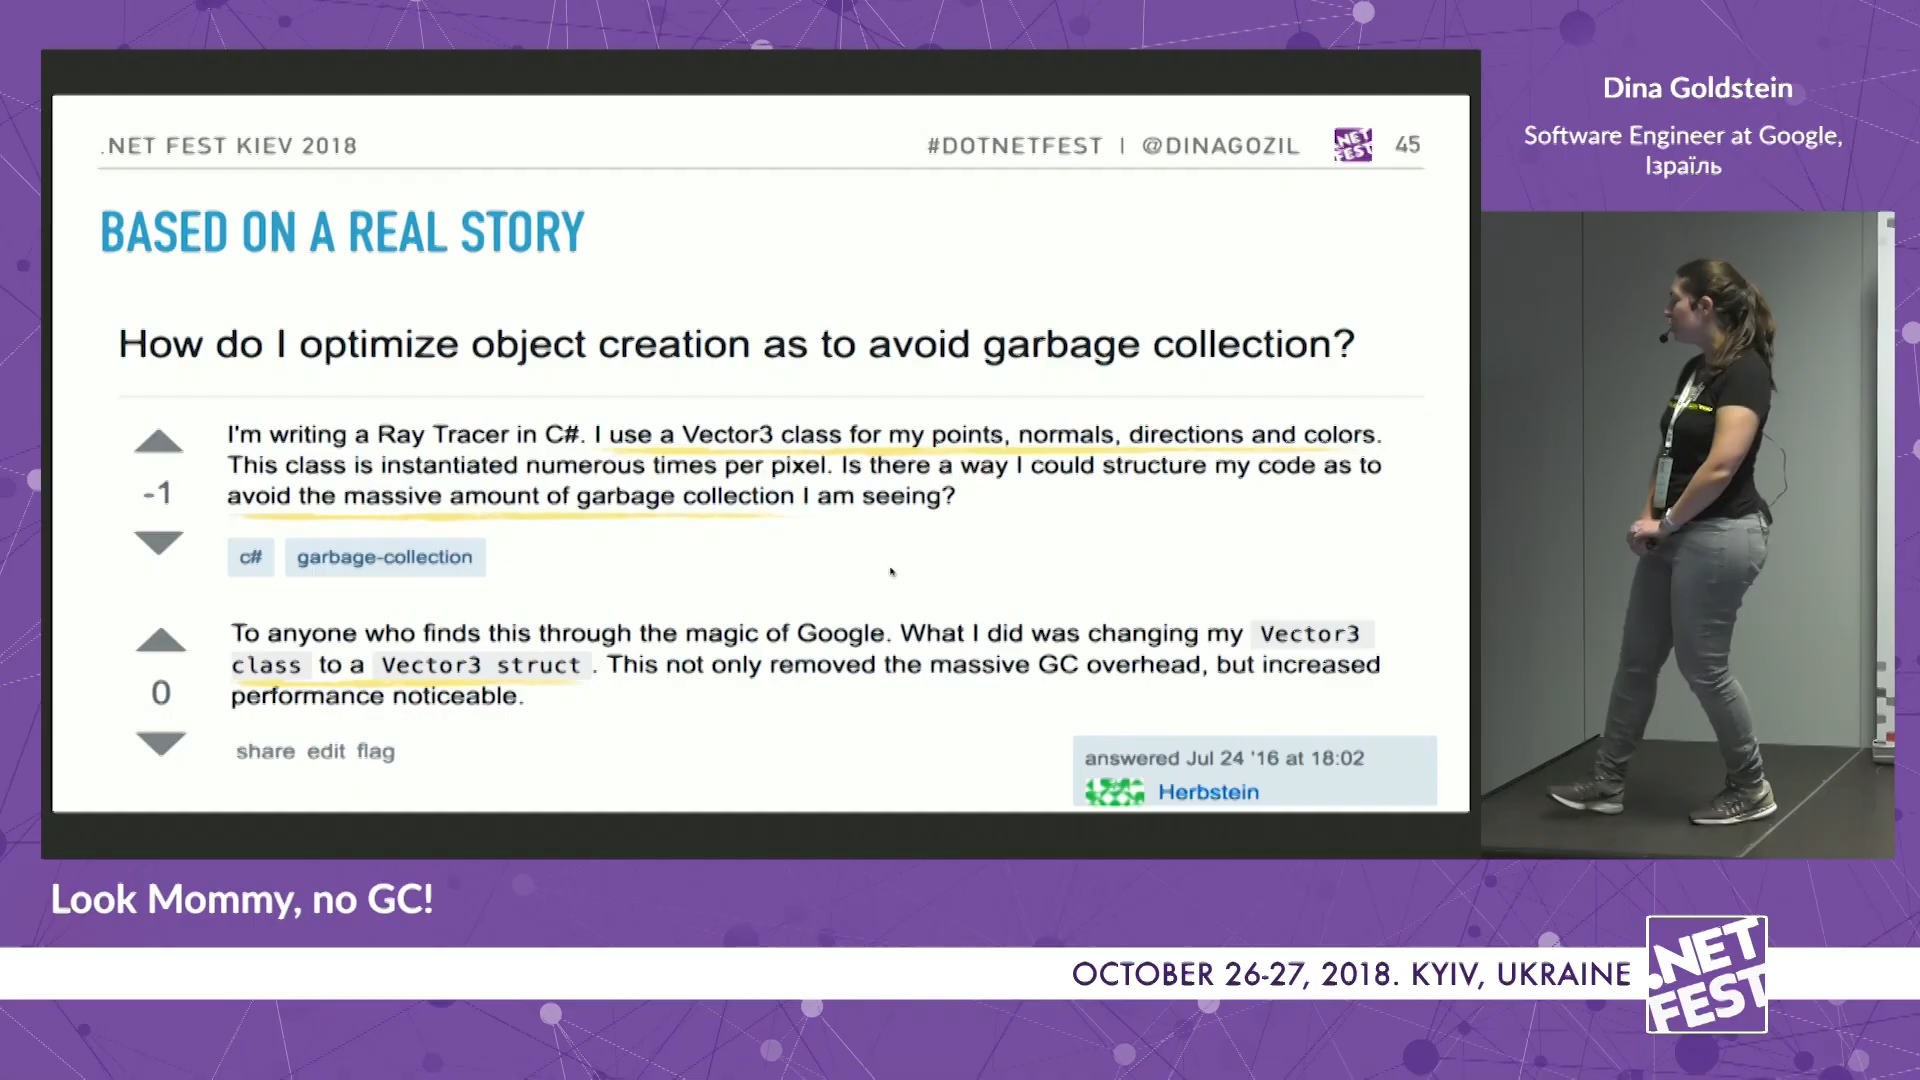 Dina Goldstein
Software Engineer at Google,
Ізраїль
.NET FEST KIEV 2018
#DOTNETFEST | @DINAGOZIL
.NET FEST
45
BASED ON A REAL STORY
How do I optimize object creation as to avoid garbage collection?
I'm writing a Ray Tracer in C#. I use a Vector3 class for my points, normals, directions and colors.
This class is instantiated numerous times per pixel. Is there a way I could structure my code as to
-1
avoid the massive amount of garbage collection I am seeing?
c# garbage-collection
To anyone who finds this through the magic of Google. What I did was changing my Vector3
class to a Vector3 struct. This not only removed the massive GC overhead, but increased
0
performance noticeable.
share edit flag
answered Jul 24 '16 at 18:02
Herbstein
Look Mommy, no GC!
OCTOBER 26-27, 2018. KYIV, UKRAINE
.NET
FEST